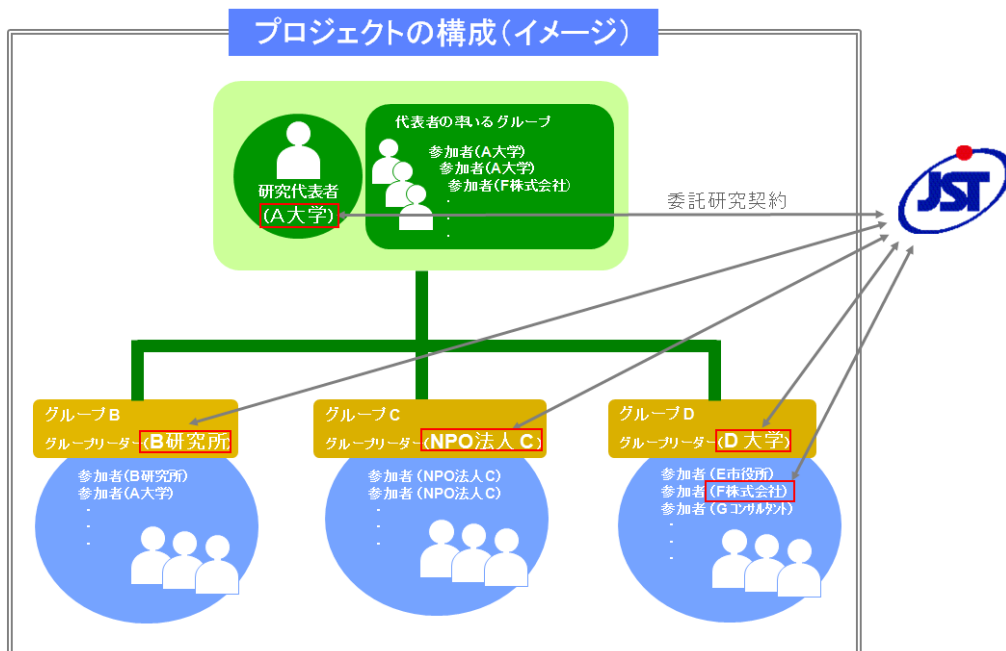 プロジェクトの構成(イメージ)
代表者の率いるグループ
参加者(A大学)
参加者(A大学)
参加者(F株式会社)
.
.
.
研究代表者
(A大学)
委託研究契約
JST
グループB
グループリーダー(B研究所)
参加者(B研究所)
参加者(A大学)
.
.
.
.
グループC
グループリーダー(NPO法人C)
参加者(NPO法人C)
参加者(NPO法人C)
.
.
.
.
グループD
グループリーダー(D大学)
参加者(E市役所)
参加者(F株式会社)
参加者(Gコンサルタント)
.
.
.